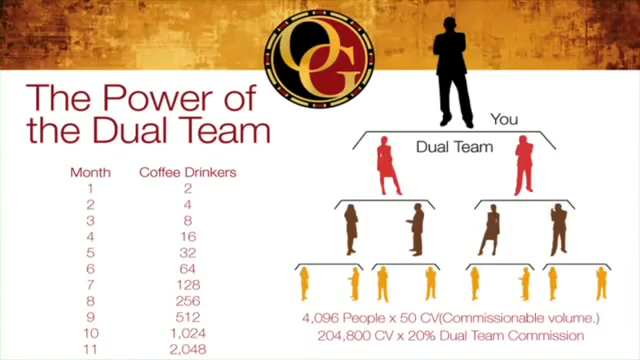 OG
The Power of
the Dual Team
You
Dual Team
Month Coffee Drinkers
1 2
2 4
3 8
4 16
5 32
6 64
7 128
8 256
9 512
10 1,024
11 2,048
4,096 People x 50 CV(Commissionable volume.)
204,800 CV x 20% Dual Team Commission